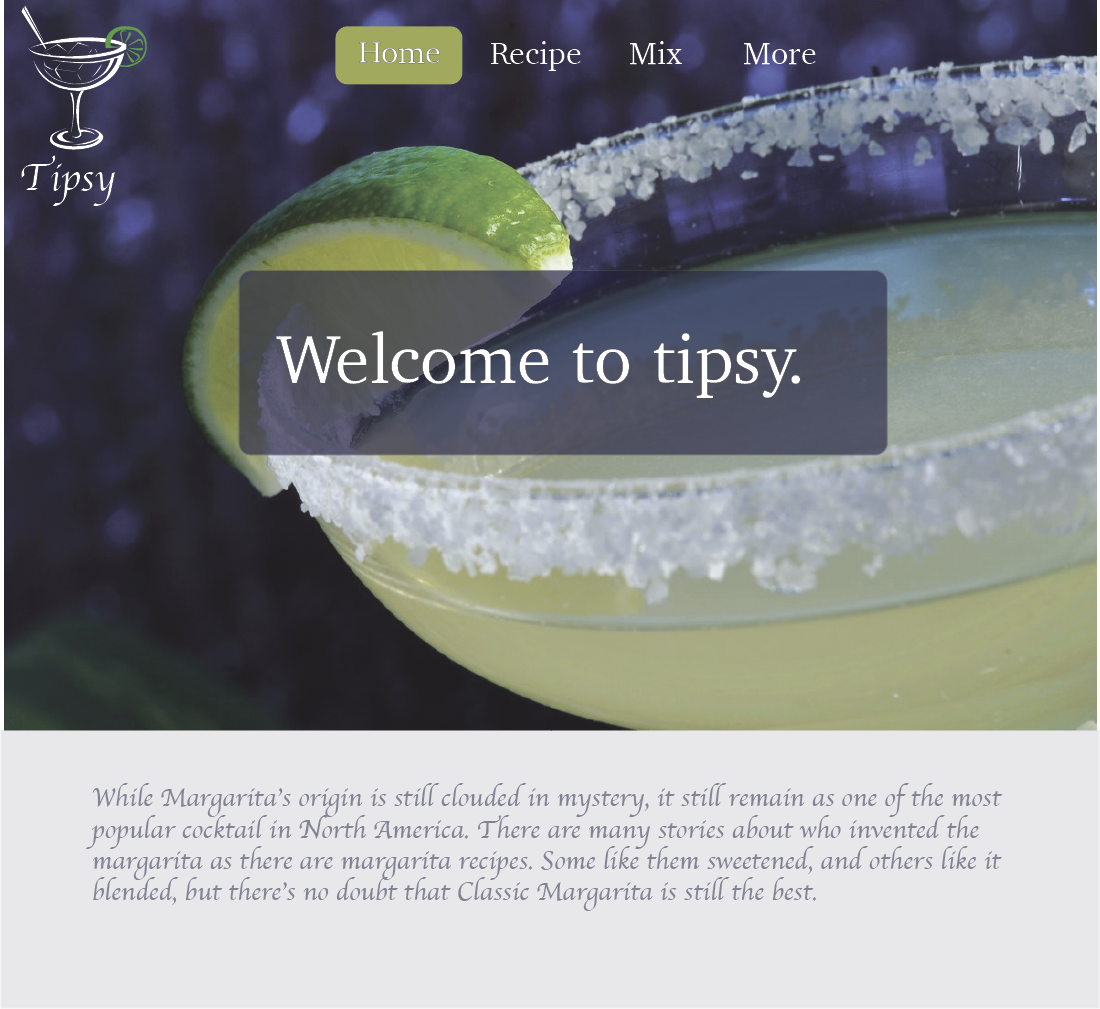 Home Recipe Mix More
Tipsy
Welcome to tipsy.
While Margarita's origin is still clouded in mystery, it still remain as one of the most
popular cocktail in North America. There are many stories about who invented the
margarita as there are margarita recipes. Some like them sweetened, and others like it
blended, but there's no doubt that Classic Margarita is still the best.